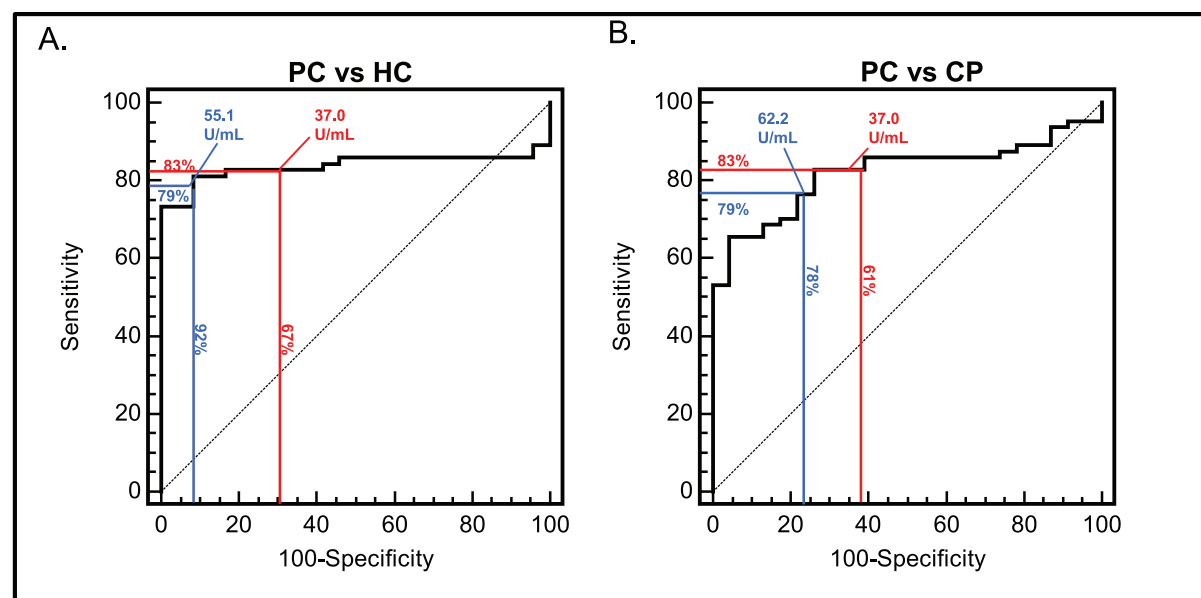 A.
PC vs HC
100
80
60
40
20
0
Sensitivity
55.1
U/mL
37.0
U/mL
83%
79%
92%
67%
0 20 40 60 80 100
100-Specificity
B.
PC vs CP
100
80
60
40
20
0
Sensitivity
62.2
U/mL
37.0
U/mL
83%
79%
78%
61%
0 20 40 60 80 100
100-Specificity